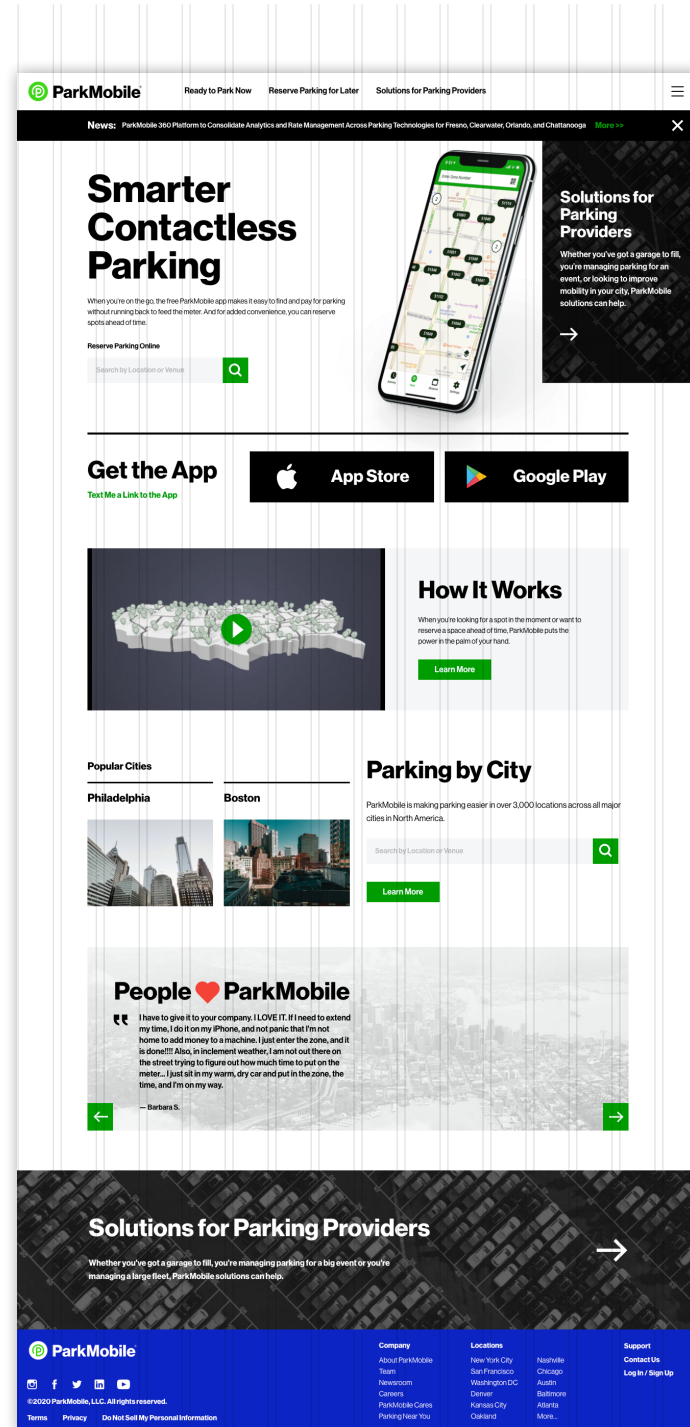 ParkMobile
Ready to Park Now
Reserve Parking for Later
Solutions for Parking Providers
News: ParkMobile 360 Platform to Consolidate Analytics and Rate Management Across Parking Technologies for Fresno, Clearwater, Orlando, and Chattanooga More >>
Smarter
Contactless
Parking
When you're on the go, the free ParkMobile app makes it easy to find and pay for parking
without running back to feed the meter. And for added convenience, you can reserve
spots ahead of time.
Reserve Parking Online
Search by Location or Venue
Solutions for
Parking
Providers
Whether you've got a garage to fill,
you're managing parking for an
event, or looking to improve
mobility in your city, ParkMobile
solutions can help.
Get the App
Text Me a Link to the App
App Store
Google Play
How It Works
When you're looking for a spot in the moment or want to
reserve a space ahead of time, ParkMobile puts the
power in the palm of your hand.
Learn More
Popular Cities
Philadelphia
Boston
Parking by City
ParkMobile is making parking easier in over 3,000 locations across all major
cities in North America.
Search by Location or Venue
Learn More
People ParkMobile
I have to give it to your company. I LOVE IT. If I need to extend
my time, I do it on my iPhone, and not panic that I'm not
home to add money to a machine. I just enter the zone, and it
is done!!!! Also, in inclement weather, I am not out there on
the street trying to figure out how much time to put on the
meter... I just sit in my warm, dry car and put in the zone, the
time, and I'm on my way.
— Barbara S.
Solutions for Parking Providers
Whether you've got a garage to fill, you're managing parking for a big event or you're
managing a large fleet, ParkMobile solutions can help.
ParkMobile
©2020 ParkMobile, LLC. All rights reserved.
Terms
Privacy
Do Not Sell My Personal Information
Company
About ParkMobile
Team
Newsroom
Careers
ParkMobile Cares
Parking Near You
Locations
New York City
San Francisco
Washington DC
Denver
Kansas City
Oakland
Nashville
Chicago
Austin
Baltimore
Atlanta
More...
Support
Contact Us
Log In / Sign Up